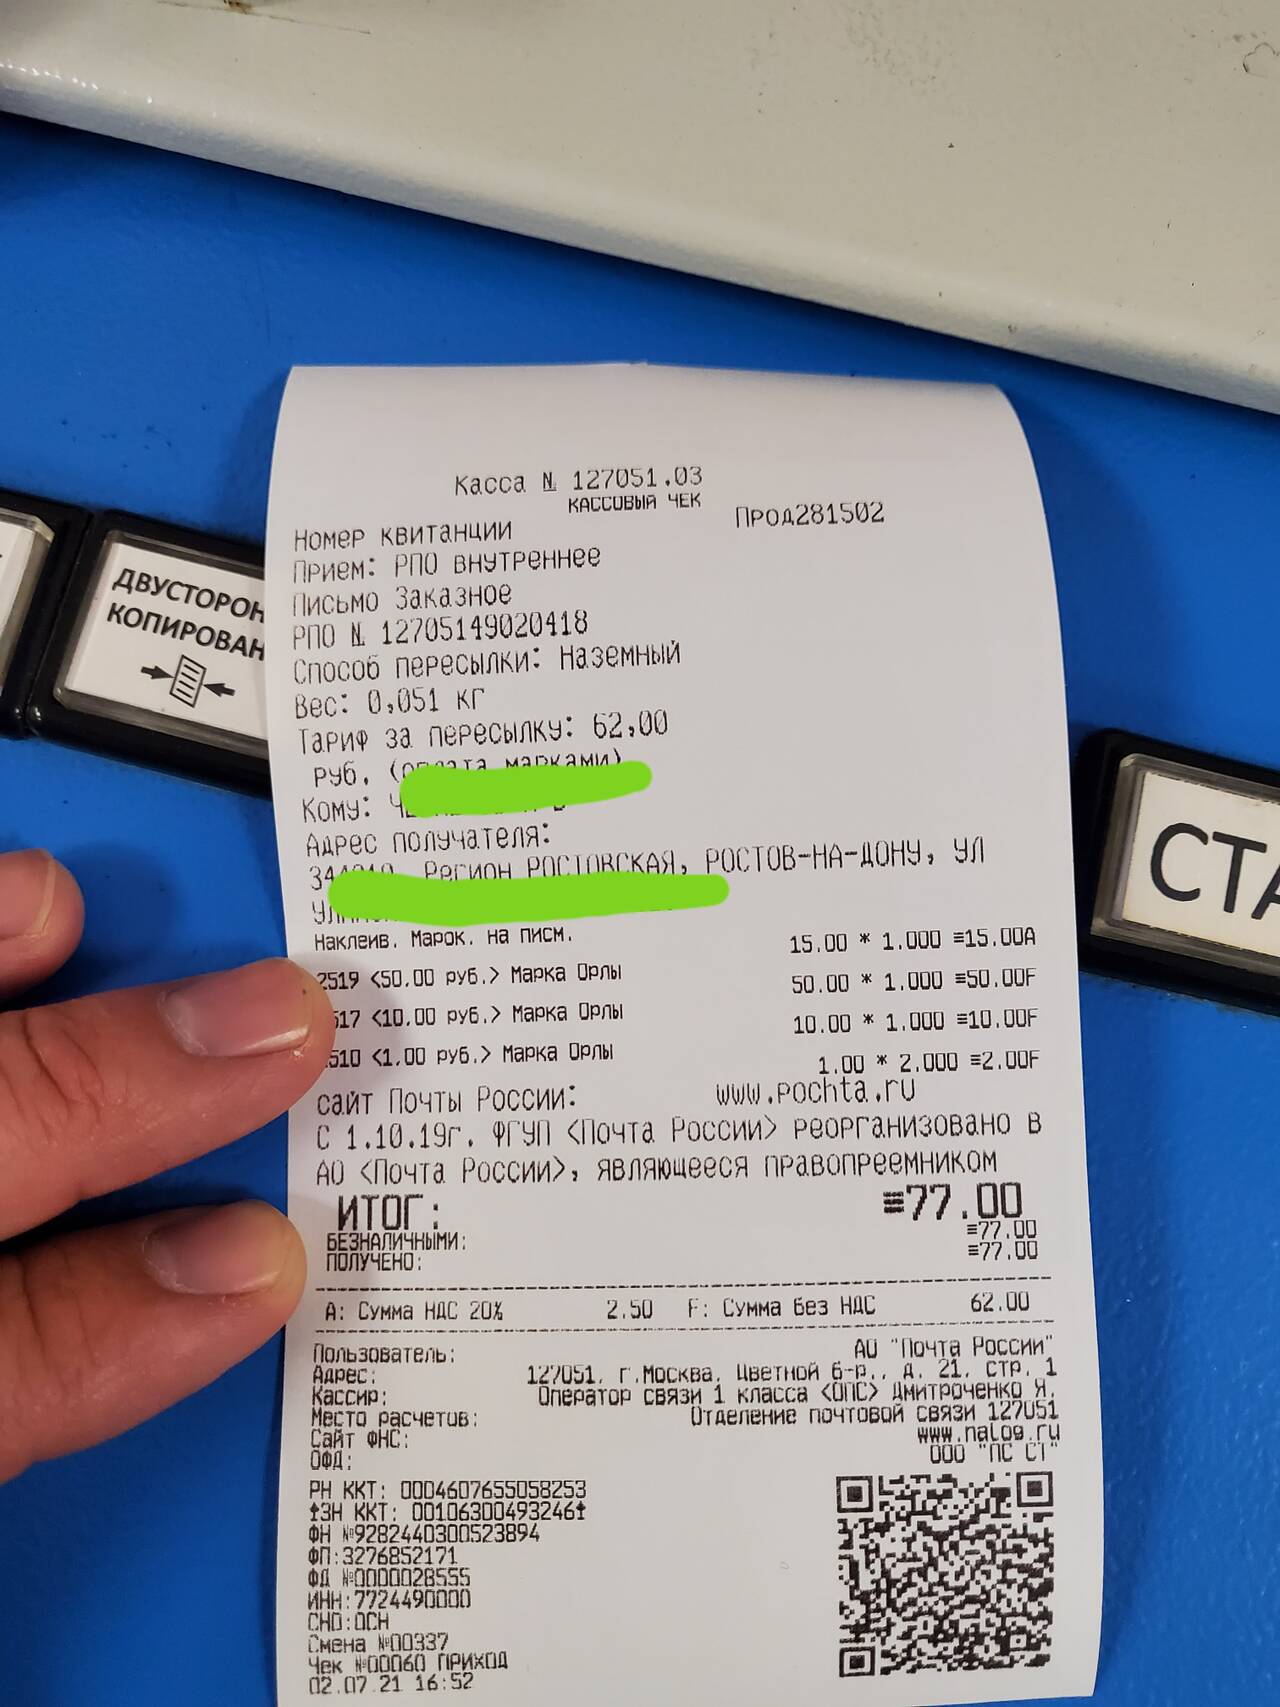 Касса № 127051.03
КАССОВЫЙ ЧЕК
Номер квитанции Прод281502
Прием: РПО внутреннее
Письмо Заказное
РПО № 12705149020418
Способ пересылки: Наземный
Вес: 0,051 кг
Тариф за пересылку: 62,00
руб. (оплата марками)
Кому:
Адрес получателя:
Регион РОСТОВСКАЯ, РОСТОВ-НА-ДОНУ, УЛ
Наклеив. Марок. на писм. 15.00 * 1.000 ≡15.00A
2519 <50.00 руб.> Марка Орлы 50.00 * 1.000 ≡50.00F
517 <10.00 руб.> Марка Орлы 10.00 * 1.000 ≡10.00F
510 <1.00 руб.> Марка Орлы 1.00 * 2.000 ≡2.00F
сайт Почты России: www.pochta.ru
С 1.10.19г. ФГУП <Почта России> реорганизовано в
АО <Почта России>, являющееся правопреемником
ИТОГ: ≡77.00
БЕЗНАЛИЧНЫМИ: ≡77.00
ПОЛУЧЕНО: ≡77.00
A: Сумма НДС 20% 2.50 F: Сумма без НДС 62.00
Пользователь: АО "Почта России"
Адрес: 127051, г.Москва, Цветной б-р., д. 21, стр. 1
Кассир: Оператор связи 1 класса <ОПС> Дмитроченко Я.
Место расчетов: Отделение почтовой связи 127051
Сайт ФНС: www.nalog.ru
ОФД: ООО "ПС СТ"
РН ККТ: 0004607655058253
ЗН ККТ: 00106300493246
ФН №9282440300523894
ФП:3276852171
ФД №0000028555
ИНН:7724490000
СНО:ОСН
Смена №00337
Чек №00060 ПРИХОД
02.07.21 16:52
ДВУСТОРОН
КОПИРОВАН
СТА